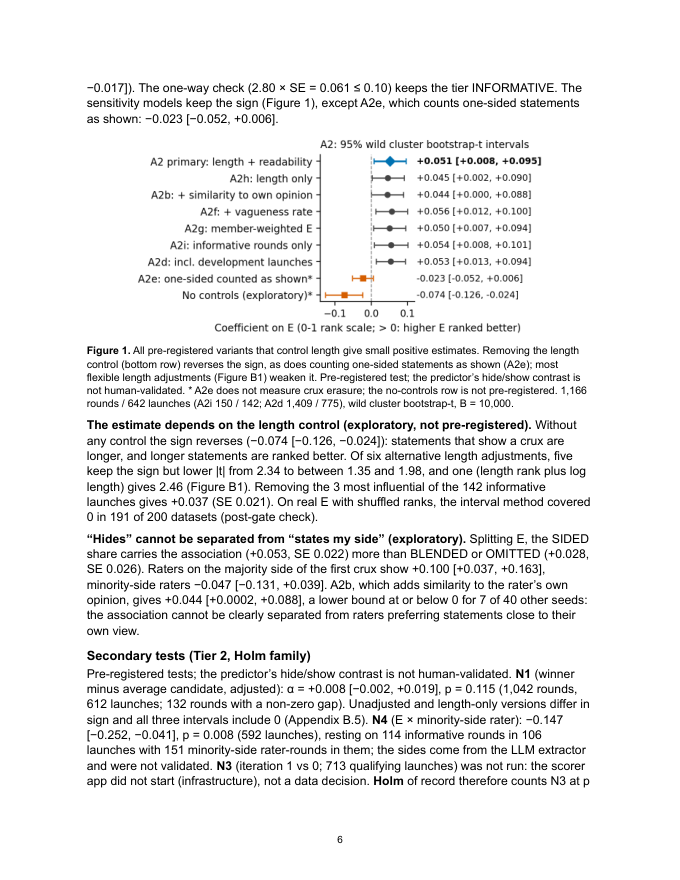 −0.017]). The one-way check (2.80 × SE = 0.061 ≤ 0.10) keeps the tier INFORMATIVE. The
sensitivity models keep the sign (Figure 1), except A2e, which counts one-sided statements
as shown: −0.023 [−0.052, +0.006].
A2: 95% wild cluster bootstrap-t intervals
A2 primary: length + readability +0.051 [+0.008, +0.095]
A2h: length only +0.045 [+0.002, +0.090]
A2b: + similarity to own opinion +0.044 [+0.000, +0.088]
A2f: + vagueness rate +0.056 [+0.012, +0.100]
A2g: member-weighted E +0.050 [+0.007, +0.094]
A2i: informative rounds only +0.054 [+0.008, +0.101]
A2d: incl. development launches +0.053 [+0.013, +0.094]
A2e: one-sided counted as shown* -0.023 [-0.052, +0.006]
No controls (exploratory)* -0.074 [-0.126, -0.024]
−0.1 0.0 0.1
Coefficient on E (0-1 rank scale; > 0: higher E ranked better)
Figure 1. All pre-registered variants that control length give small positive estimates. Removing the length
control (bottom row) reverses the sign, as does counting one-sided statements as shown (A2e); most
flexible length adjustments (Figure B1) weaken it. Pre-registered test; the predictor's hide/show contrast is
not human-validated. * A2e does not measure crux erasure; the no-controls row is not pre-registered. 1,166
rounds / 642 launches (A2i 150 / 142; A2d 1,409 / 775), wild cluster bootstrap-t, B = 10,000.
The estimate depends on the length control (exploratory, not pre-registered). Without
any control the sign reverses (−0.074 [−0.126, −0.024]): statements that show a crux are
longer, and longer statements are ranked better. Of six alternative length adjustments, five
keep the sign but lower |t| from 2.34 to between 1.35 and 1.98, and one (length rank plus log
length) gives 2.46 (Figure B1). Removing the 3 most influential of the 142 informative
launches gives +0.037 (SE 0.021). On real E with shuffled ranks, the interval method covered
0 in 191 of 200 datasets (post-gate check).
“Hides” cannot be separated from “states my side” (exploratory). Splitting E, the SIDED
share carries the association (+0.053, SE 0.022) more than BLENDED or OMITTED (+0.028,
SE 0.026). Raters on the majority side of the first crux show +0.100 [+0.037, +0.163],
minority-side raters −0.047 [−0.131, +0.039]. A2b, which adds similarity to the rater's own
opinion, gives +0.044 [+0.0002, +0.088], a lower bound at or below 0 for 7 of 40 other seeds:
the association cannot be clearly separated from raters preferring statements close to their
own view.
Secondary tests (Tier 2, Holm family)
Pre-registered tests; the predictor's hide/show contrast is not human-validated. N1 (winner
minus average candidate, adjusted): α = +0.008 [−0.002, +0.019], p = 0.115 (1,042 rounds,
612 launches; 132 rounds with a non-zero gap). Unadjusted and length-only versions differ in
sign and all three intervals include 0 (Appendix B.5). N4 (E × minority-side rater): −0.147
[−0.252, −0.041], p = 0.008 (592 launches), resting on 114 informative rounds in 106
launches with 151 minority-side rater-rounds in them; the sides come from the LLM extractor
and were not validated. N3 (iteration 1 vs 0; 713 qualifying launches) was not run: the scorer
app did not start (infrastructure), not a data decision. Holm of record therefore counts N3 at p
6